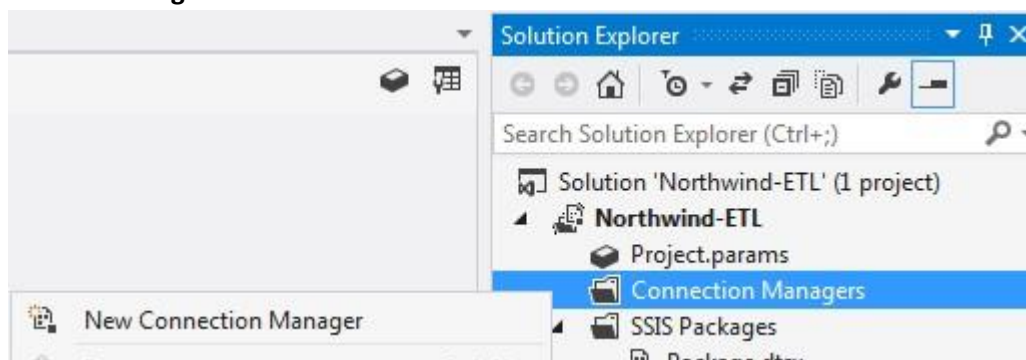 Solution Explorer
Search Solution Explorer (Ctrl+;)
Solution 'Northwind-ETL' (1 project)
Northwind-ETL
Project.params
Connection Managers
New Connection Manager
SSIS Packages